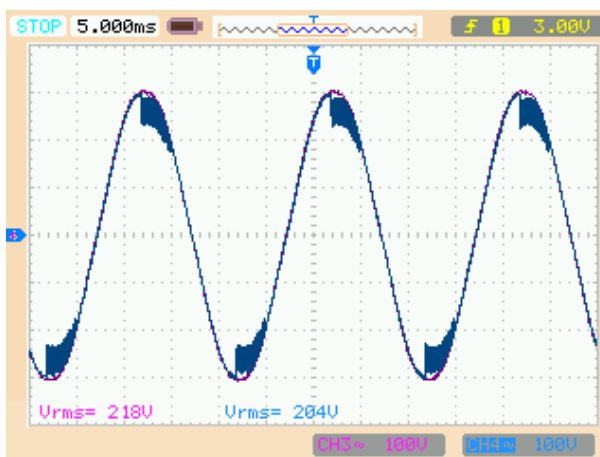 STOP 5.000ms T 1 3.00V
T
Vrms= 218V Vrms= 204V
CH3~ 100V CH4~ 100V